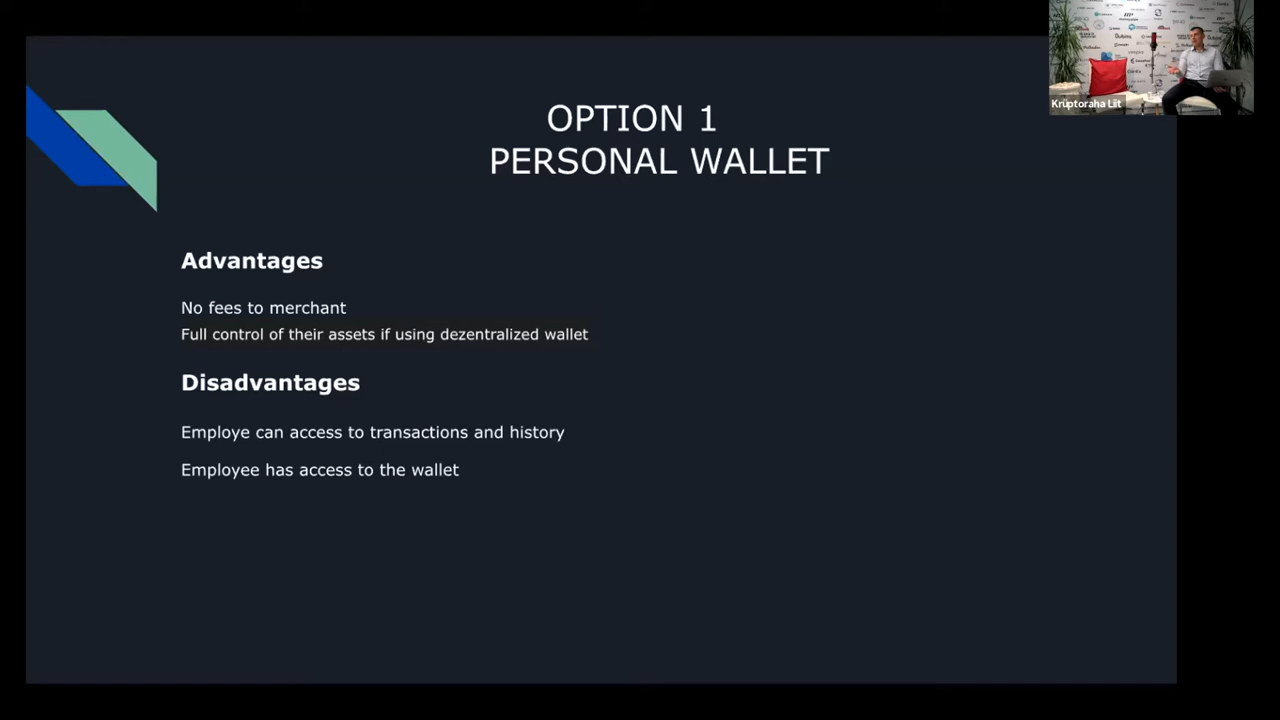 OPTION 1
PERSONAL WALLET
Advantages
No fees to merchant
Full control of their assets if using dezentralized wallet
Disadvantages
Employe can access to transactions and history
Employee has access to the wallet
Krüptoraha Liit